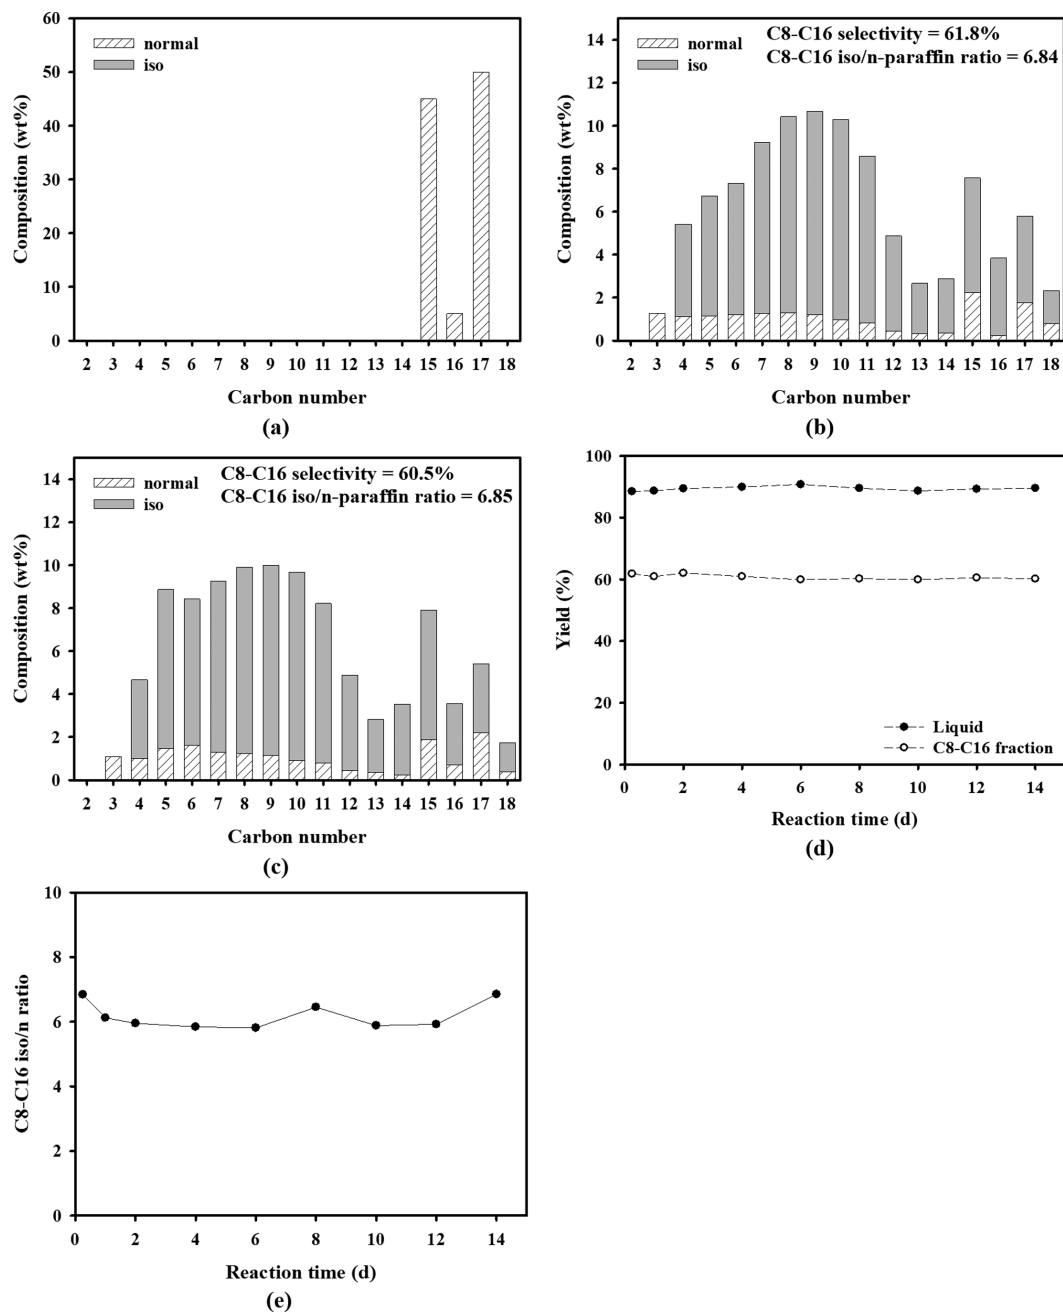 60
50
40
30
20
10
0
Composition (wt%)
normal
iso
2 3 4 5 6 7 8 9 10 11 12 13 14 15 16 17 18
Carbon number
(a)
14
12
10
8
6
4
2
0
Composition (wt%)
normal
iso
C8-C16 selectivity = 61.8%
C8-C16 iso/n-paraffin ratio = 6.84
2 3 4 5 6 7 8 9 10 11 12 13 14 15 16 17 18
Carbon number
(b)
14
12
10
8
6
4
2
0
Composition (wt%)
normal
iso
C8-C16 selectivity = 60.5%
C8-C16 iso/n-paraffin ratio = 6.85
2 3 4 5 6 7 8 9 10 11 12 13 14 15 16 17 18
Carbon number
(c)
100
80
60
40
20
0
Yield (%)
Liquid
C8-C16 fraction
0 2 4 6 8 10 12 14
Reaction time (d)
(d)
10
8
6
4
2
0
C8-C16 iso/n ratio
0 2 4 6 8 10 12 14
Reaction time (d)
(e)